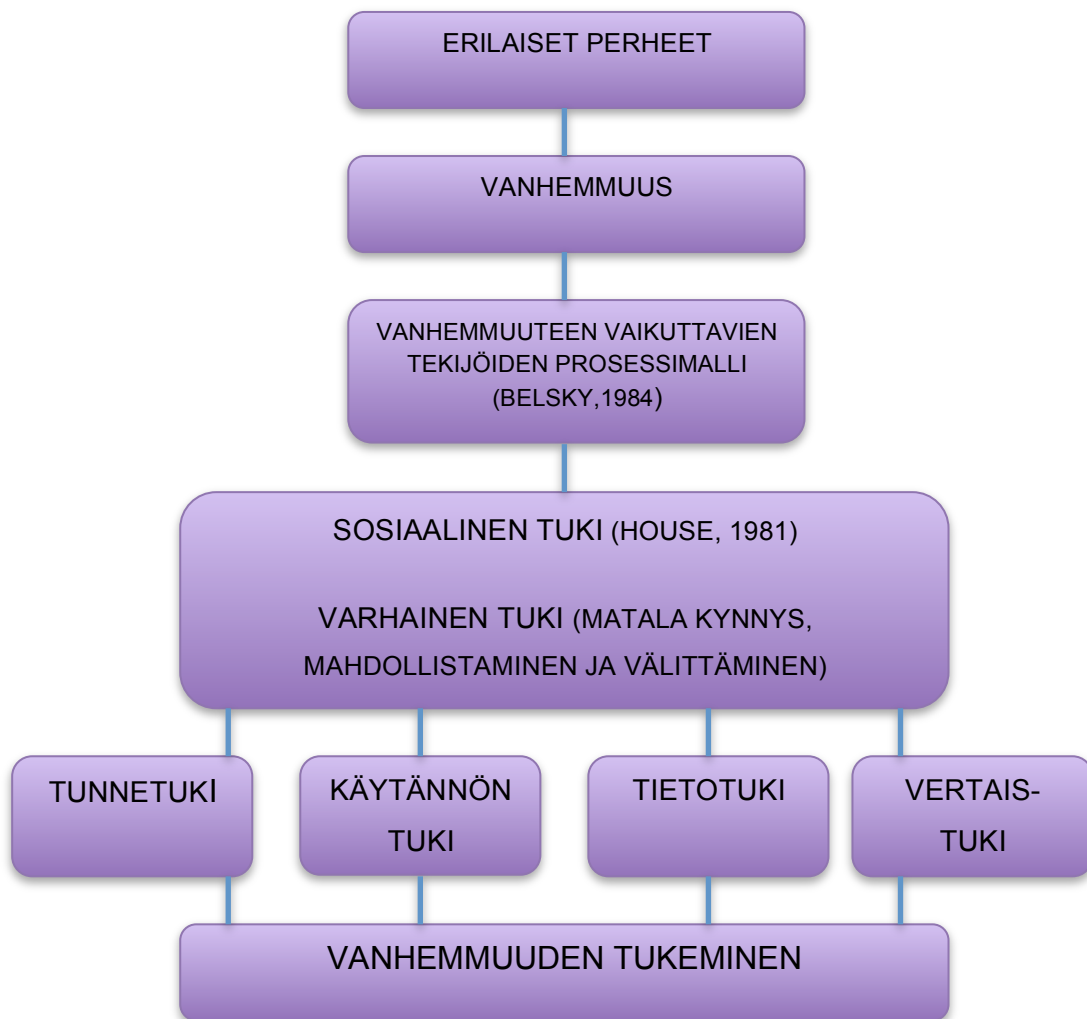 ERILAISET PERHEET
VANHEMMUUS
VANHEMMUUTEEN VAIKUTTAVIEN
TEKIJÖIDEN PROSESSIMALLI
(BELSKY,1984)
SOSIAALINEN TUKI (HOUSE, 1981)
VARHAINEN TUKI (MATALA KYNNYS,
MAHDOLLISTAMINEN JA VÄLITTÄMINEN)
TUNNETUKI
KÄYTÄNNÖN
TUKI
TIETOTUKI
VERTAIS-
TUKI
VANHEMMUUDEN TUKEMINEN